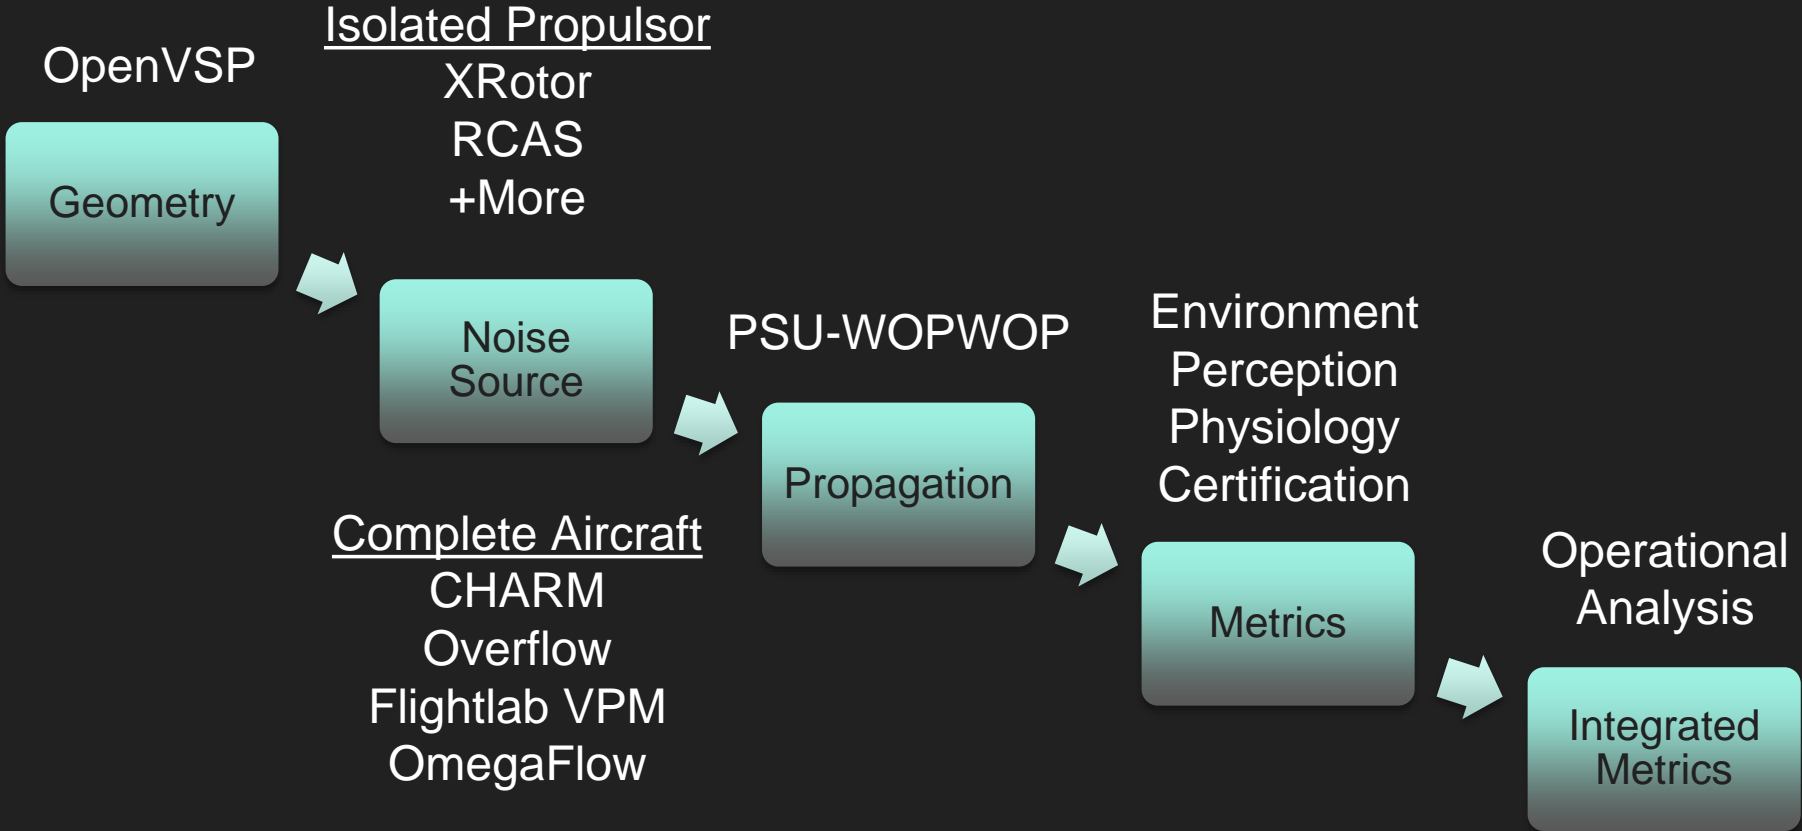 OpenVSP
Geometry
Isolated Propulsor
XRotor
RCAS
+More
Noise
Source
Complete Aircraft
CHARM
Overflow
Flightlab VPM
OmegaFlow
PSU-WOPWOP
Propagation
Environment
Perception
Physiology
Certification
Metrics
Operational
Analysis
Integrated
Metrics